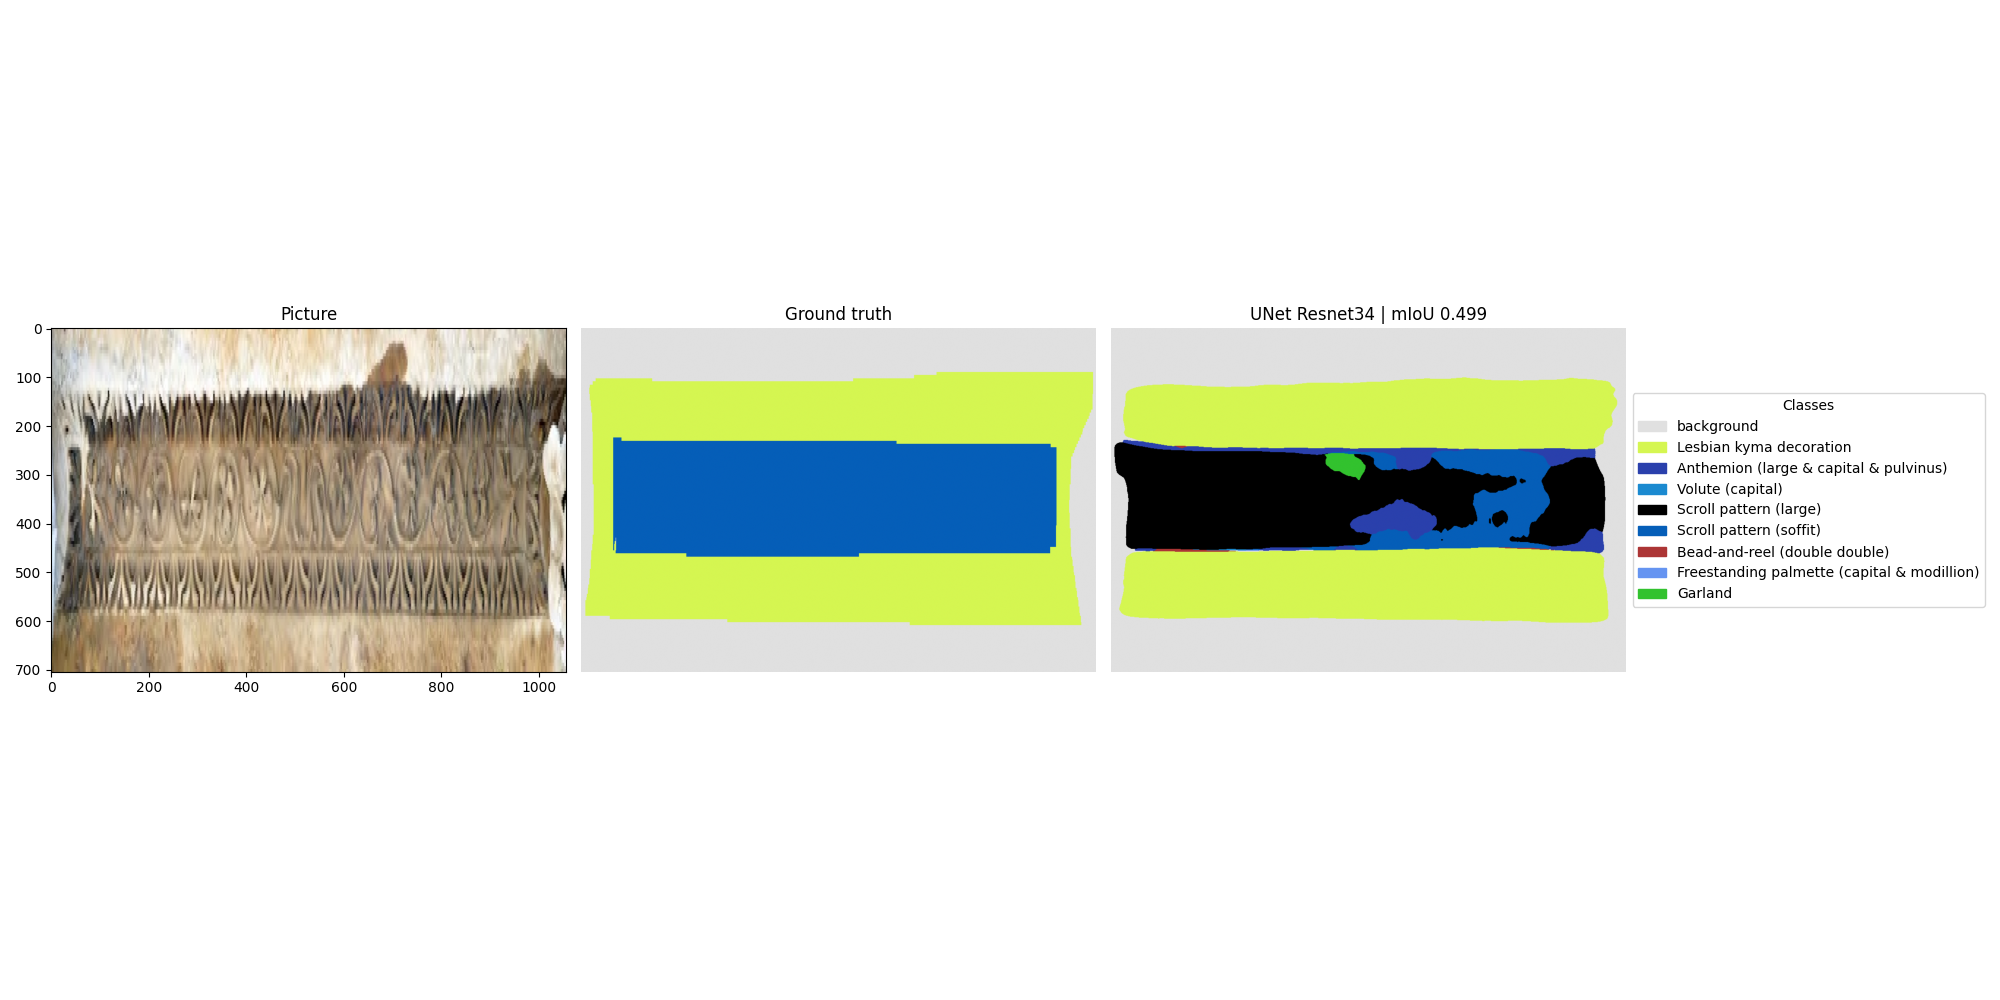 Picture
Ground truth
UNet Resnet34 | mIoU 0.499
0
100
200
300
400
500
600
700
0
200
400
600
800
1000
Classes
background
Lesbian kyma decoration
Anthemion (large & capital & pulvinus)
Volute (capital)
Scroll pattern (large)
Scroll pattern (soffit)
Bead-and-reel (double double)
Freestanding palmette (capital & modillion)
Garland